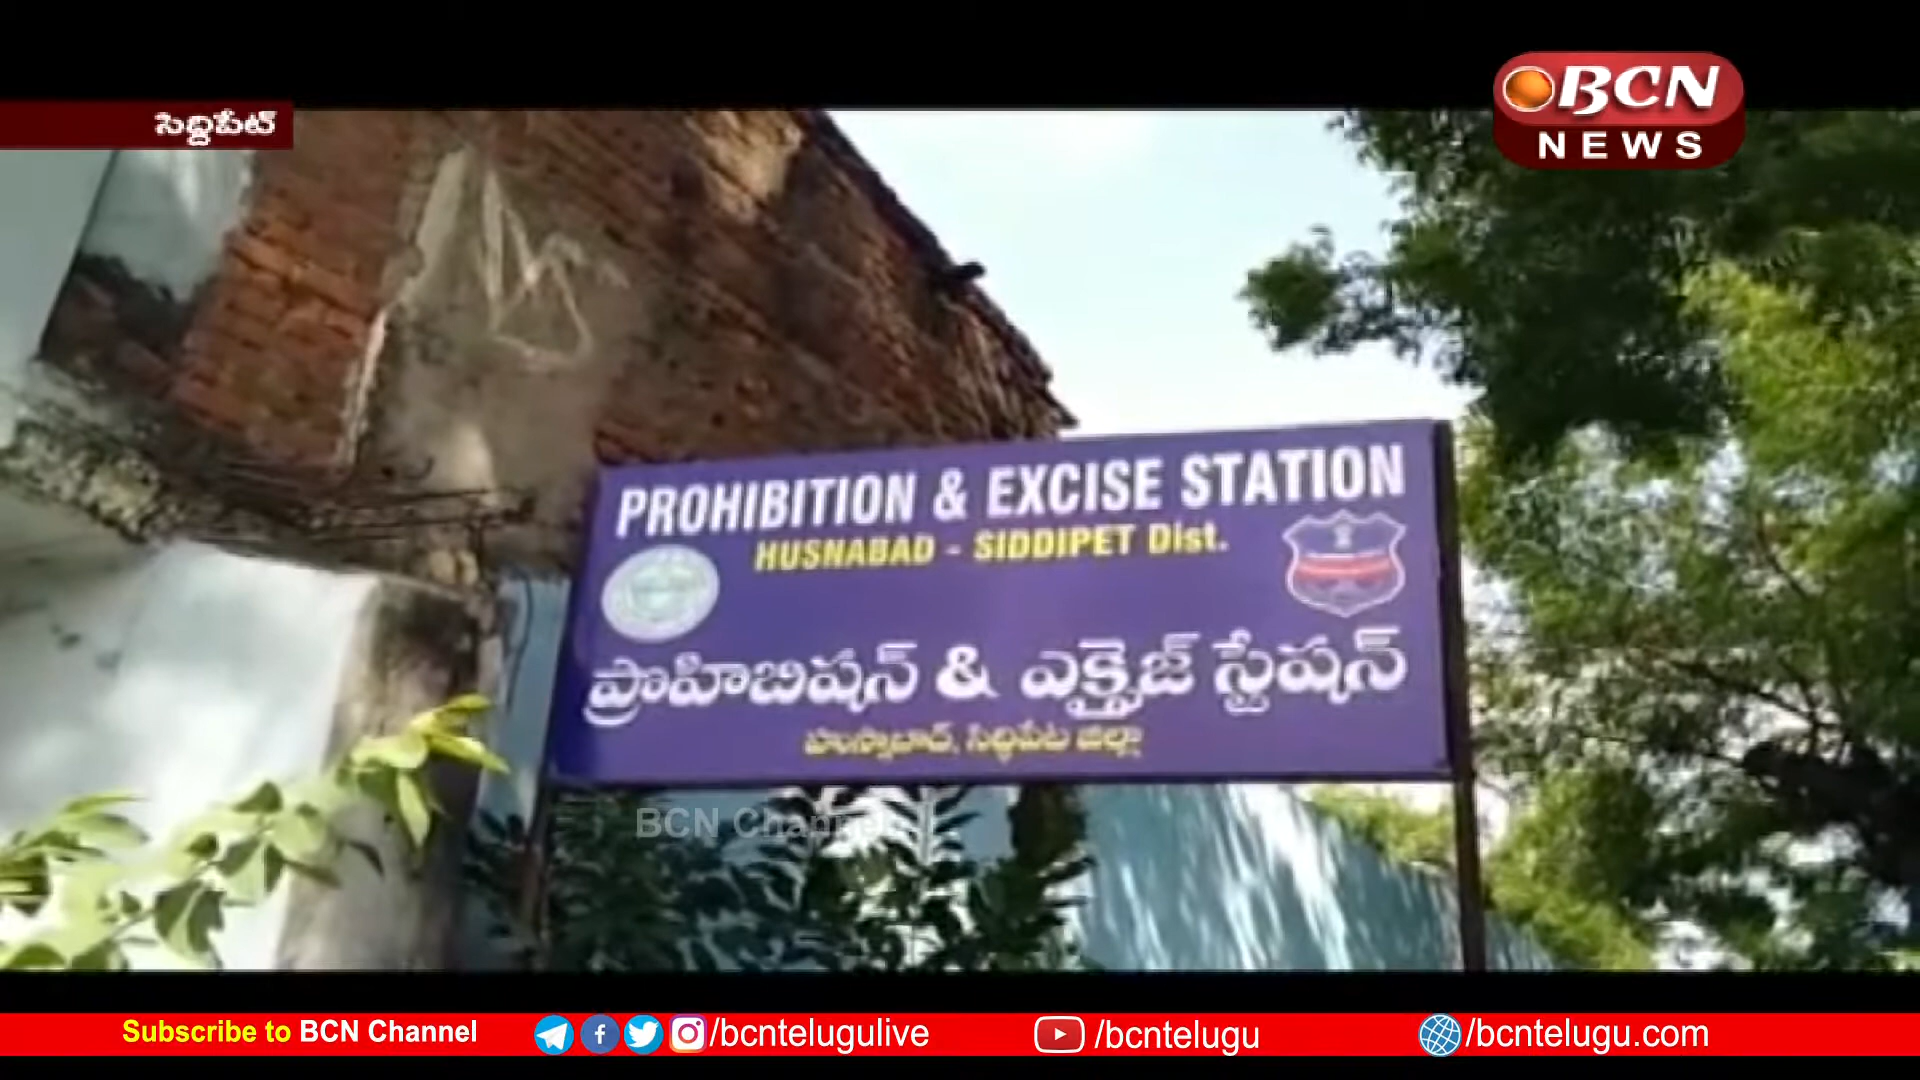 సిద్దిపేట్
BCN
NEWS
PROHIBITION & EXCISE STATION
HUSNABAD - SIDDIPET Dist.
ప్రొహిబిషన్ & ఎక్సైజ్ స్టేషన్
హుస్నాబాద్, సిద్ధిపేట జిల్లా
BCN Channel
Subscribe to BCN Channel
/bcntelugulive
/bcntelugu
/bcntelugu.com